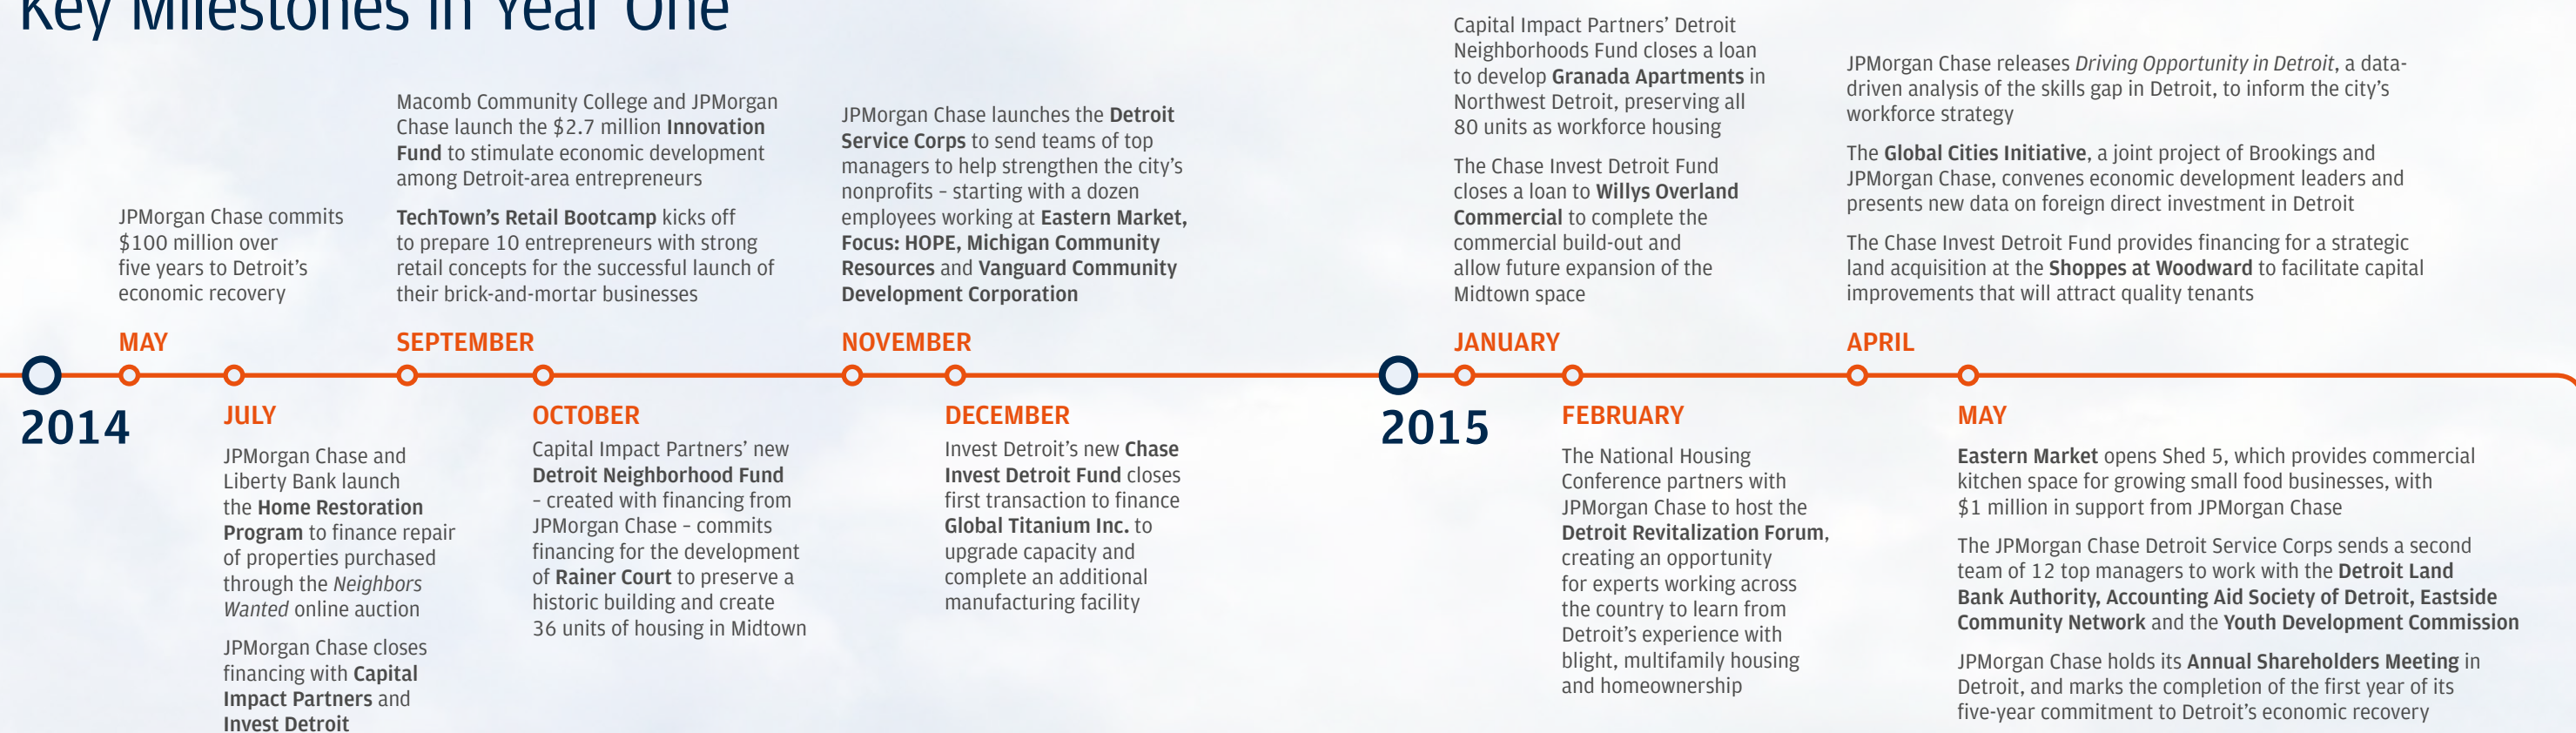 Key Milestones in Year One
2014
MAY
JPMorgan Chase commits
$100 million over
five years to Detroit's
economic recovery
JULY
JPMorgan Chase and
Liberty Bank launch
the Home Restoration
Program to finance repair
of properties purchased
through the Neighbors
Wanted online auction
JPMorgan Chase closes
financing with Capital
Impact Partners and
Invest Detroit
SEPTEMBER
Macomb Community College and JPMorgan
Chase launch the $2.7 million Innovation
Fund to stimulate economic development
among Detroit-area entrepreneurs
TechTown's Retail Bootcamp kicks off
to prepare 10 entrepreneurs with strong
retail concepts for the successful launch of
their brick-and-mortar businesses
OCTOBER
Capital Impact Partners' new
Detroit Neighborhood Fund
– created with financing from
JPMorgan Chase – commits
financing for the development
of Rainer Court to preserve a
historic building and create
36 units of housing in Midtown
NOVEMBER
JPMorgan Chase launches the Detroit
Service Corps to send teams of top
managers to help strengthen the city's
nonprofits – starting with a dozen
employees working at Eastern Market,
Focus: HOPE, Michigan Community
Resources and Vanguard Community
Development Corporation
DECEMBER
Invest Detroit's new Chase
Invest Detroit Fund closes
first transaction to finance
Global Titanium Inc. to
upgrade capacity and
complete an additional
manufacturing facility
2015
JANUARY
Capital Impact Partners' Detroit
Neighborhoods Fund closes a loan
to develop Granada Apartments in
Northwest Detroit, preserving all
80 units as workforce housing
The Chase Invest Detroit Fund
closes a loan to Willys Overland
Commercial to complete the
commercial build-out and
allow future expansion of the
Midtown space
FEBRUARY
The National Housing
Conference partners with
JPMorgan Chase to host the
Detroit Revitalization Forum,
creating an opportunity
for experts working across
the country to learn from
Detroit's experience with
blight, multifamily housing
and homeownership
APRIL
JPMorgan Chase releases Driving Opportunity in Detroit, a data-
driven analysis of the skills gap in Detroit, to inform the city's
workforce strategy
The Global Cities Initiative, a joint project of Brookings and
JPMorgan Chase, convenes economic development leaders and
presents new data on foreign direct investment in Detroit
The Chase Invest Detroit Fund provides financing for a strategic
land acquisition at the Shoppes at Woodward to facilitate capital
improvements that will attract quality tenants
MAY
Eastern Market opens Shed 5, which provides commercial
kitchen space for growing small food businesses, with
$1 million in support from JPMorgan Chase
The JPMorgan Chase Detroit Service Corps sends a second
team of 12 top managers to work with the Detroit Land
Bank Authority, Accounting Aid Society of Detroit, Eastside
Community Network and the Youth Development Commission
JPMorgan Chase holds its Annual Shareholders Meeting in
Detroit, and marks the completion of the first year of its
five-year commitment to Detroit's economic recovery